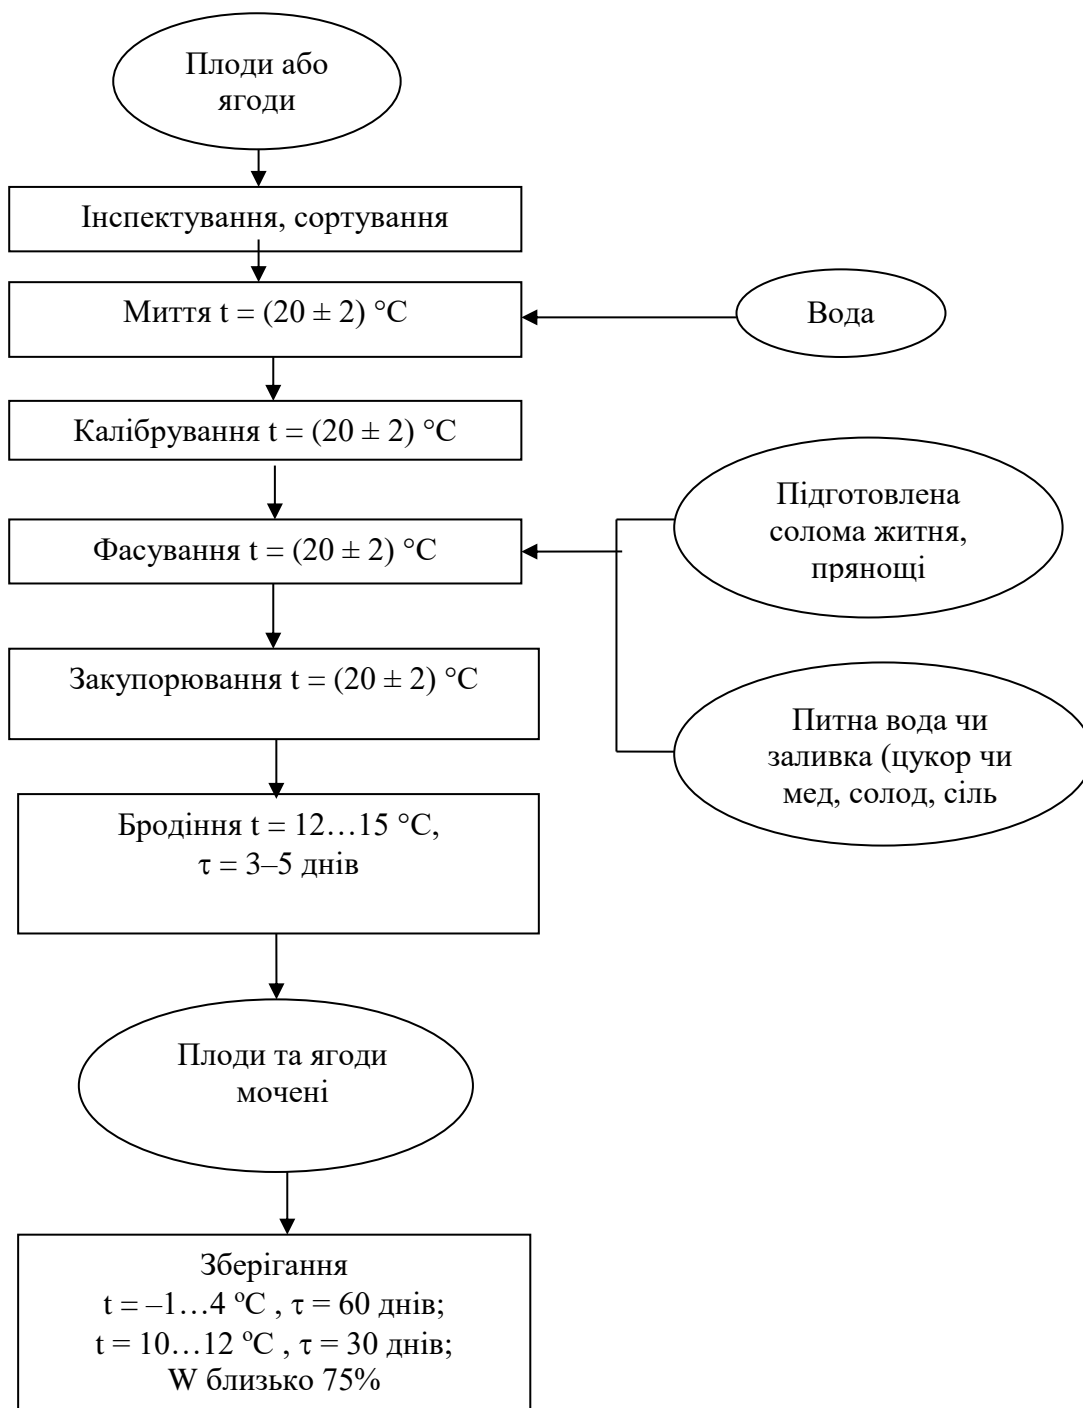 Плоди або
ягоди
Інспектування, сортування
Миття t = (20 ± 2) °С
Вода
Калібрування t = (20 ± 2) °С
Підготовлена
солома житня,
прянощі
Фасування t = (20 ± 2) °С
Закупорювання t = (20 ± 2) °С
Питна вода чи
заливка (цукор чи
мед, солод, сіль
Бродіння t = 12…15 °С,
τ = 3–5 днів
Плоди та ягоди
мочені
Зберігання
t = –1…4 ºС , τ = 60 днів;
t = 10…12 ºС , τ = 30 днів;
W близько 75%